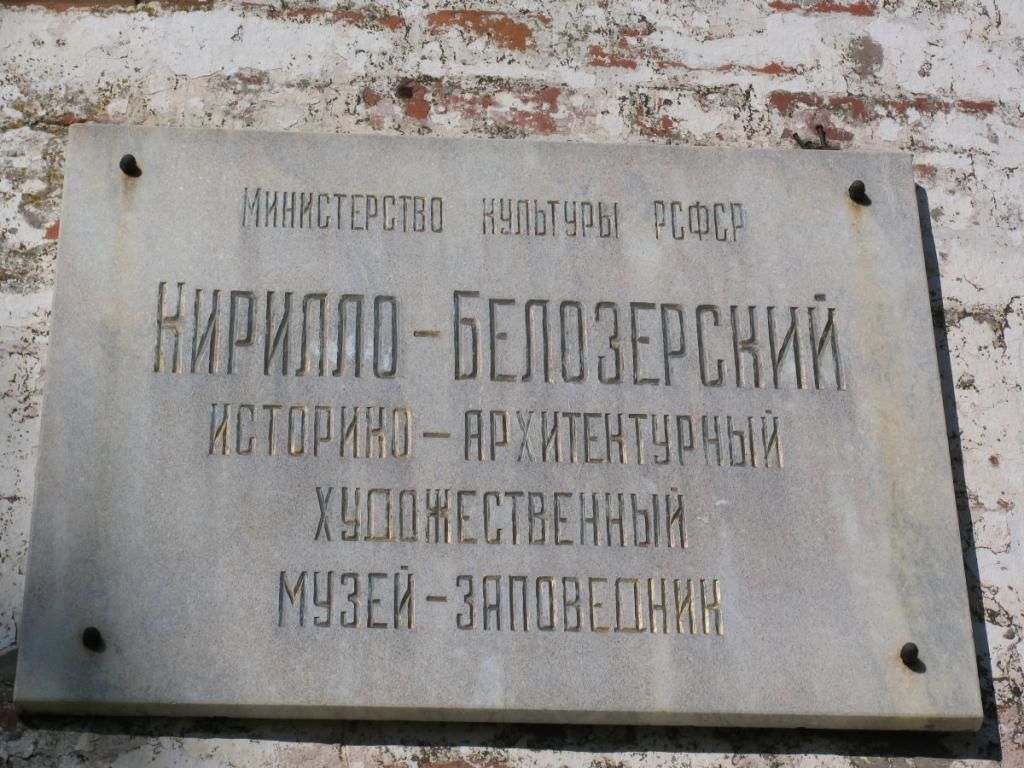 Министерство культуры РСФСР
Кирилло-Белозерский
историко-архитектурный
художественный
музей-заповедник